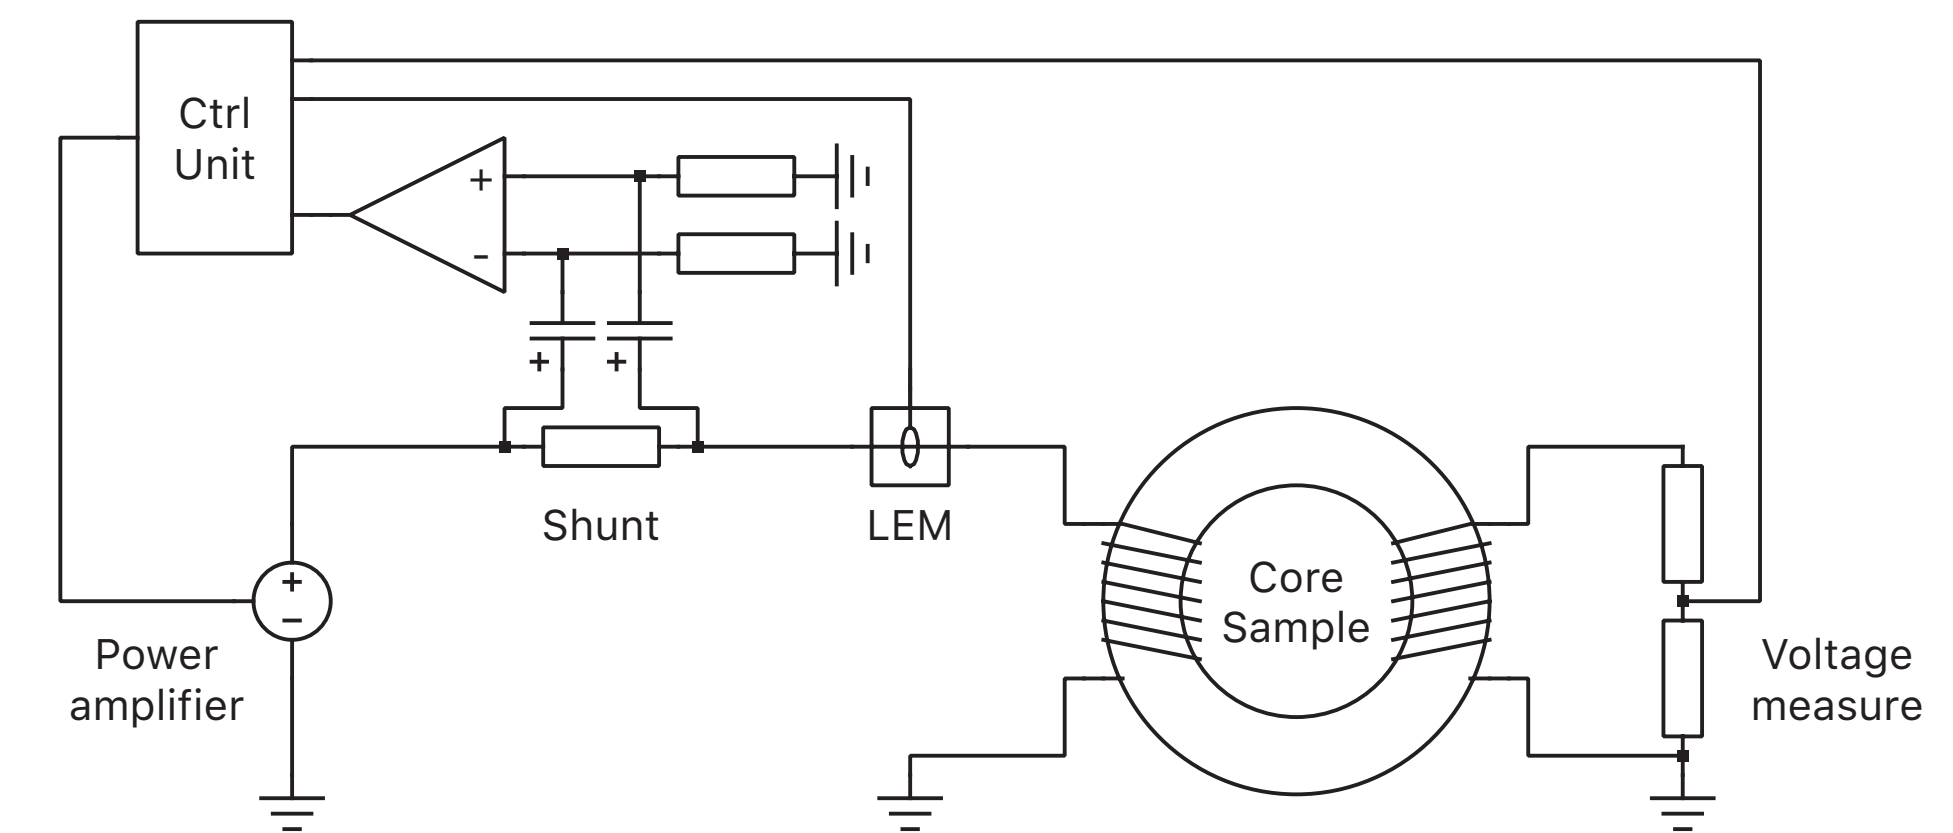 Ctrl
Unit
+
-
+
+
Shunt
LEM
Core
Sample
+
−
Power
amplifier
Voltage
measure